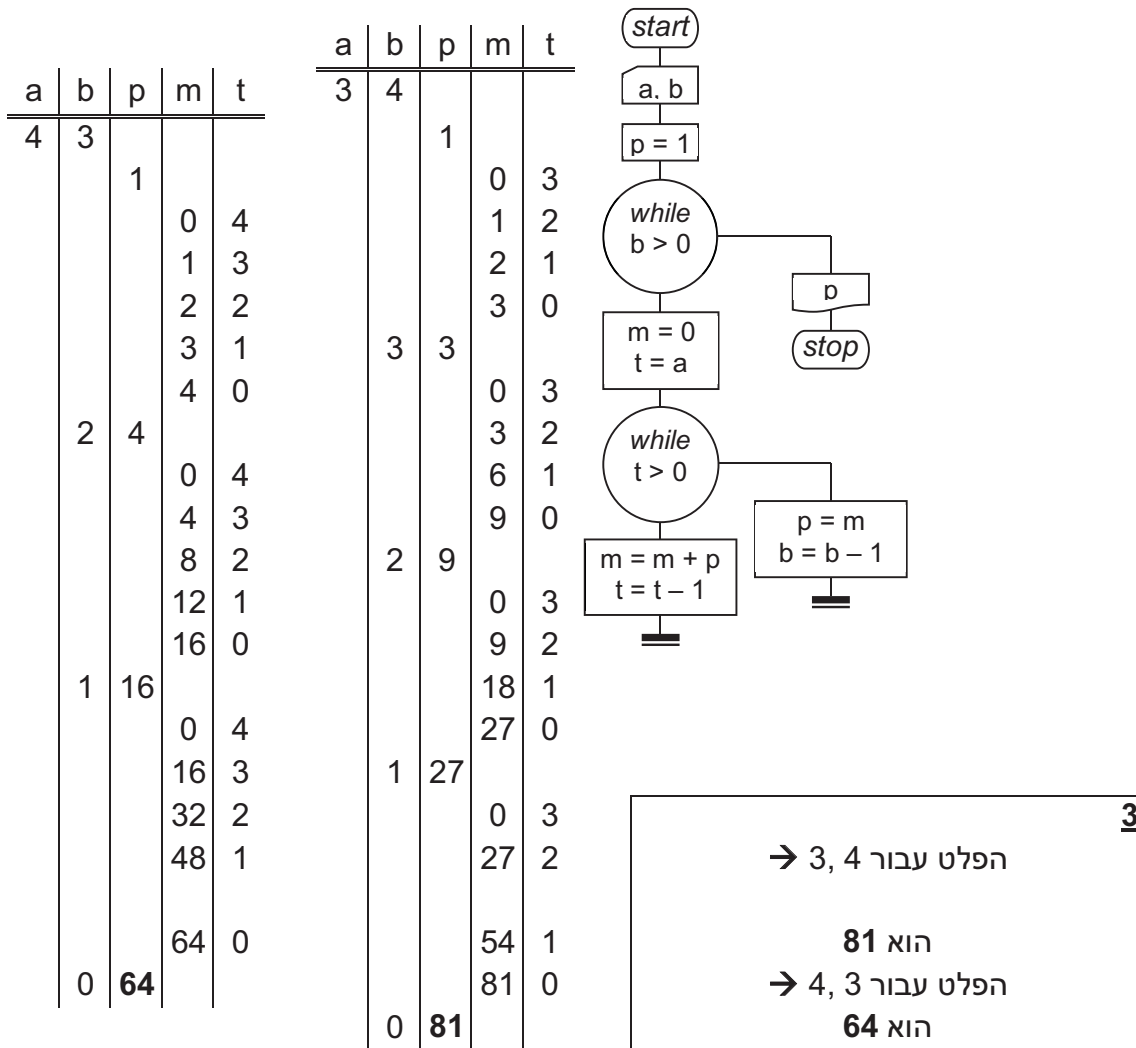 a b p m t
4 3
1
0 4
1 3
2 2
3 1
4 0
2 4
0 4
4 3
8 2
12 1
16 0
1 16
0 4
16 3
32 2
48 1
64 0
0 64
a b p m t
3 4
1
0 3
1 2
2 1
3 0
3 3
0 3
3 2
6 1
9 0
2 9
0 3
9 2
18 1
27 0
1 27
0 3
27 2
54 1
81 0
0 81
start
a, b
p = 1
while
b > 0
p
stop
m = 0
t = a
while
t > 0
p = m
b = b – 1
m = m + p
t = t – 1
3
הפלט עבור 3, 4 →
הוא 81
הפלט עבור 4, 3 →
הוא 64